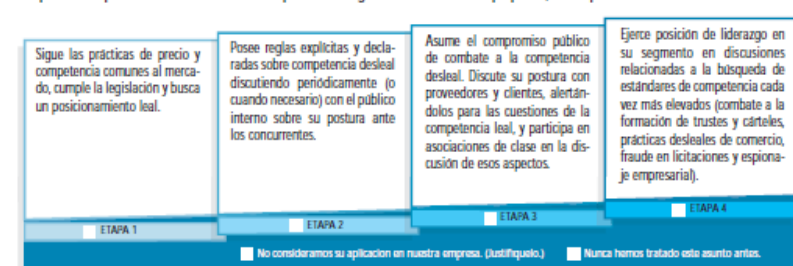 Sigue las prácticas de precio y
competencia comunes al merca-
do, cumple la legislación y busca
un posicionamiento leal.
ETAPA 1
Posee reglas explícitas y decla-
radas sobre competencia desleal
discutiendo periódicamente (o
cuando necesario) con el público
interno sobre su postura ante
los concurrentes.
ETAPA 2
Asume el compromiso público
de combate a la competencia
desleal. Discute su postura con
proveedores y clientes, alertán-
dolos para las cuestiones de la
competencia leal, y participa en
asociaciones de clase en la dis-
cusión de esos aspectos.
ETAPA 3
Ejerce posición de liderazgo en
su segmento en discusiones
relacionadas a la búsqueda de
estándares de competencia cada
vez más elevados (combate a la
formación de trustes y cárteles,
prácticas desleales de comercio,
fraude en licitaciones y espiona-
je empresarial).
ETAPA 4
No consideramos su aplicacion en nuestra empresa. (Justifíquelo.)
Nunca hemos tratado este asunto antes.